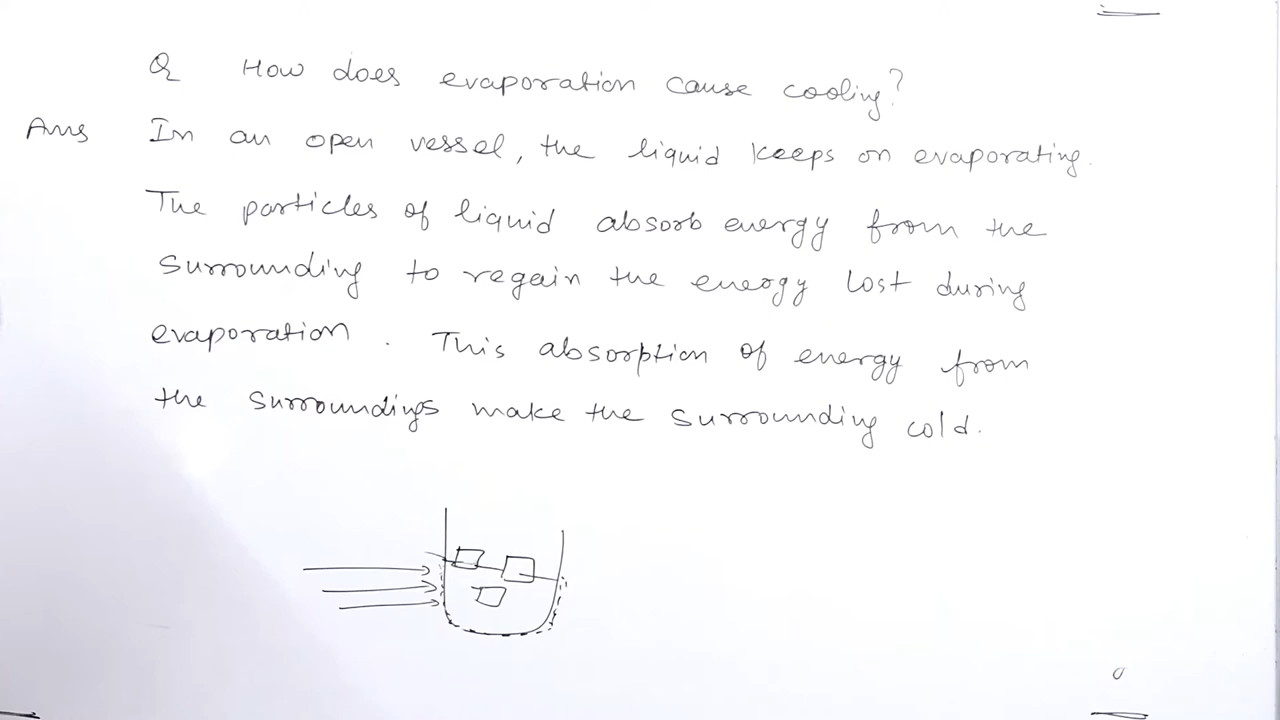 Q How does evaporation cause cooling?
Ans In an open vessel, the liquid keeps on evaporating.
The particles of liquid absorb energy from the
surrounding to regain the energy lost during
evaporation. This absorption of energy from
the surroundings make the surrounding cold.